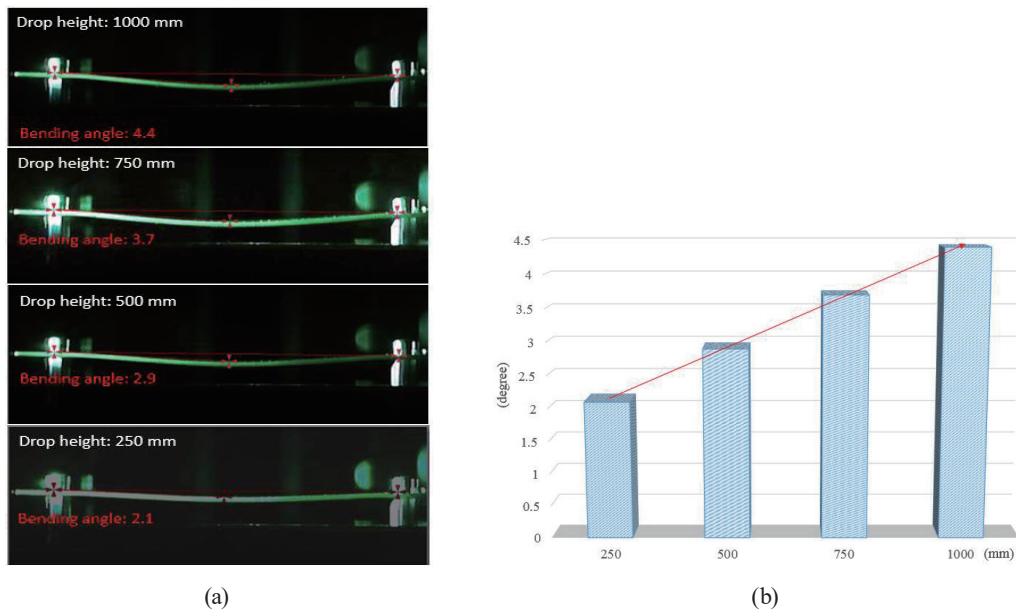 Drop height: 1000 mm
Bending angle: 4.4
Drop height: 750 mm
Bending angle: 3.7
Drop height: 500 mm
Bending angle: 2.9
Drop height: 250 mm
Bending angle: 2.1
(a)
4.5
4
3.5
3
2.5
2
1.5
1
0.5
0
(degree)
250 500 750 1000 (mm)
(b)